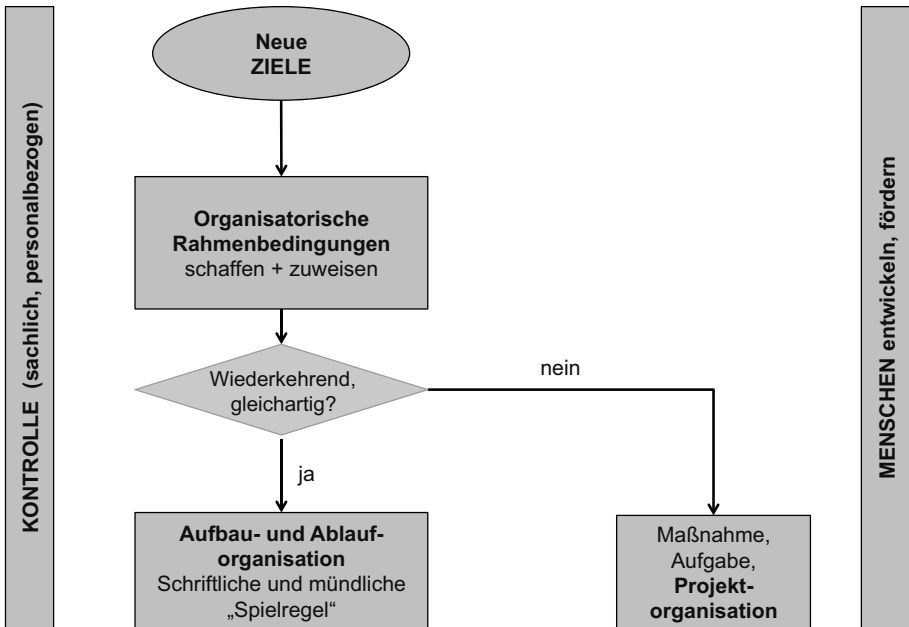 KONTROLLE (sachlich, personalbezogen)
Neue
ZIELE
Organisatorische
Rahmenbedingungen
schaffen + zuweisen
Wiederkehrend,
gleichartig?
nein
ja
Aufbau- und Ablauf-
organisation
Schriftliche und mündliche
„Spielregel“
Maßnahme,
Aufgabe,
Projekt-
organisation
MENSCHEN entwickeln, fördern